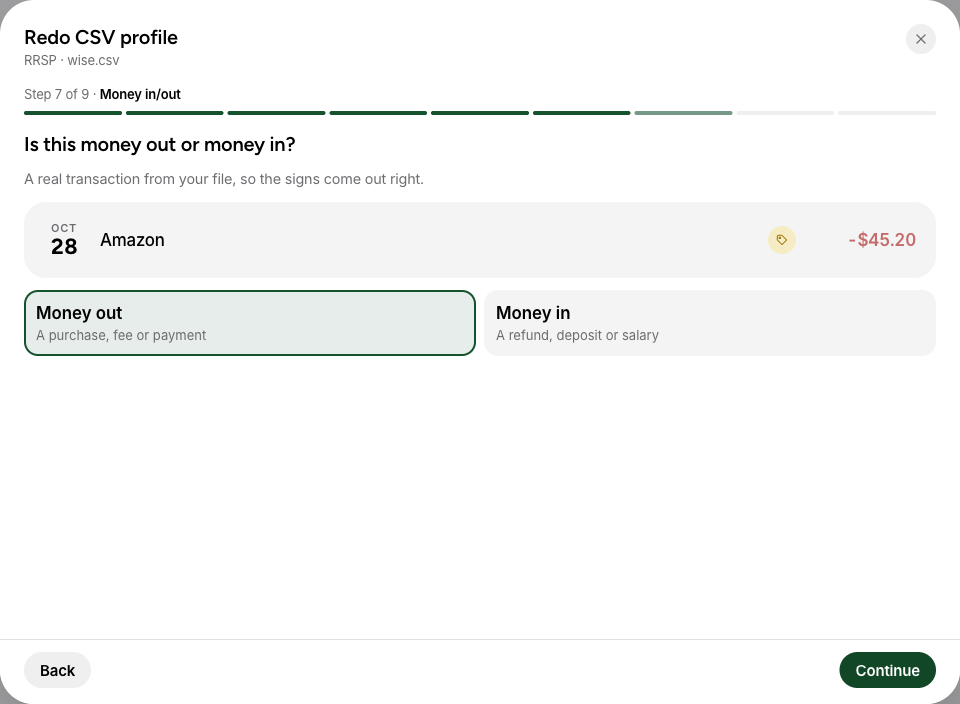 Redo CSV profile
RRSP · wise.csv
Step 7 of 9 · Money in/out
Is this money out or money in?
A real transaction from your file, so the signs come out right.
OCT
28
Amazon
-$45.20
Money out
A purchase, fee or payment
Money in
A refund, deposit or salary
Back
Continue